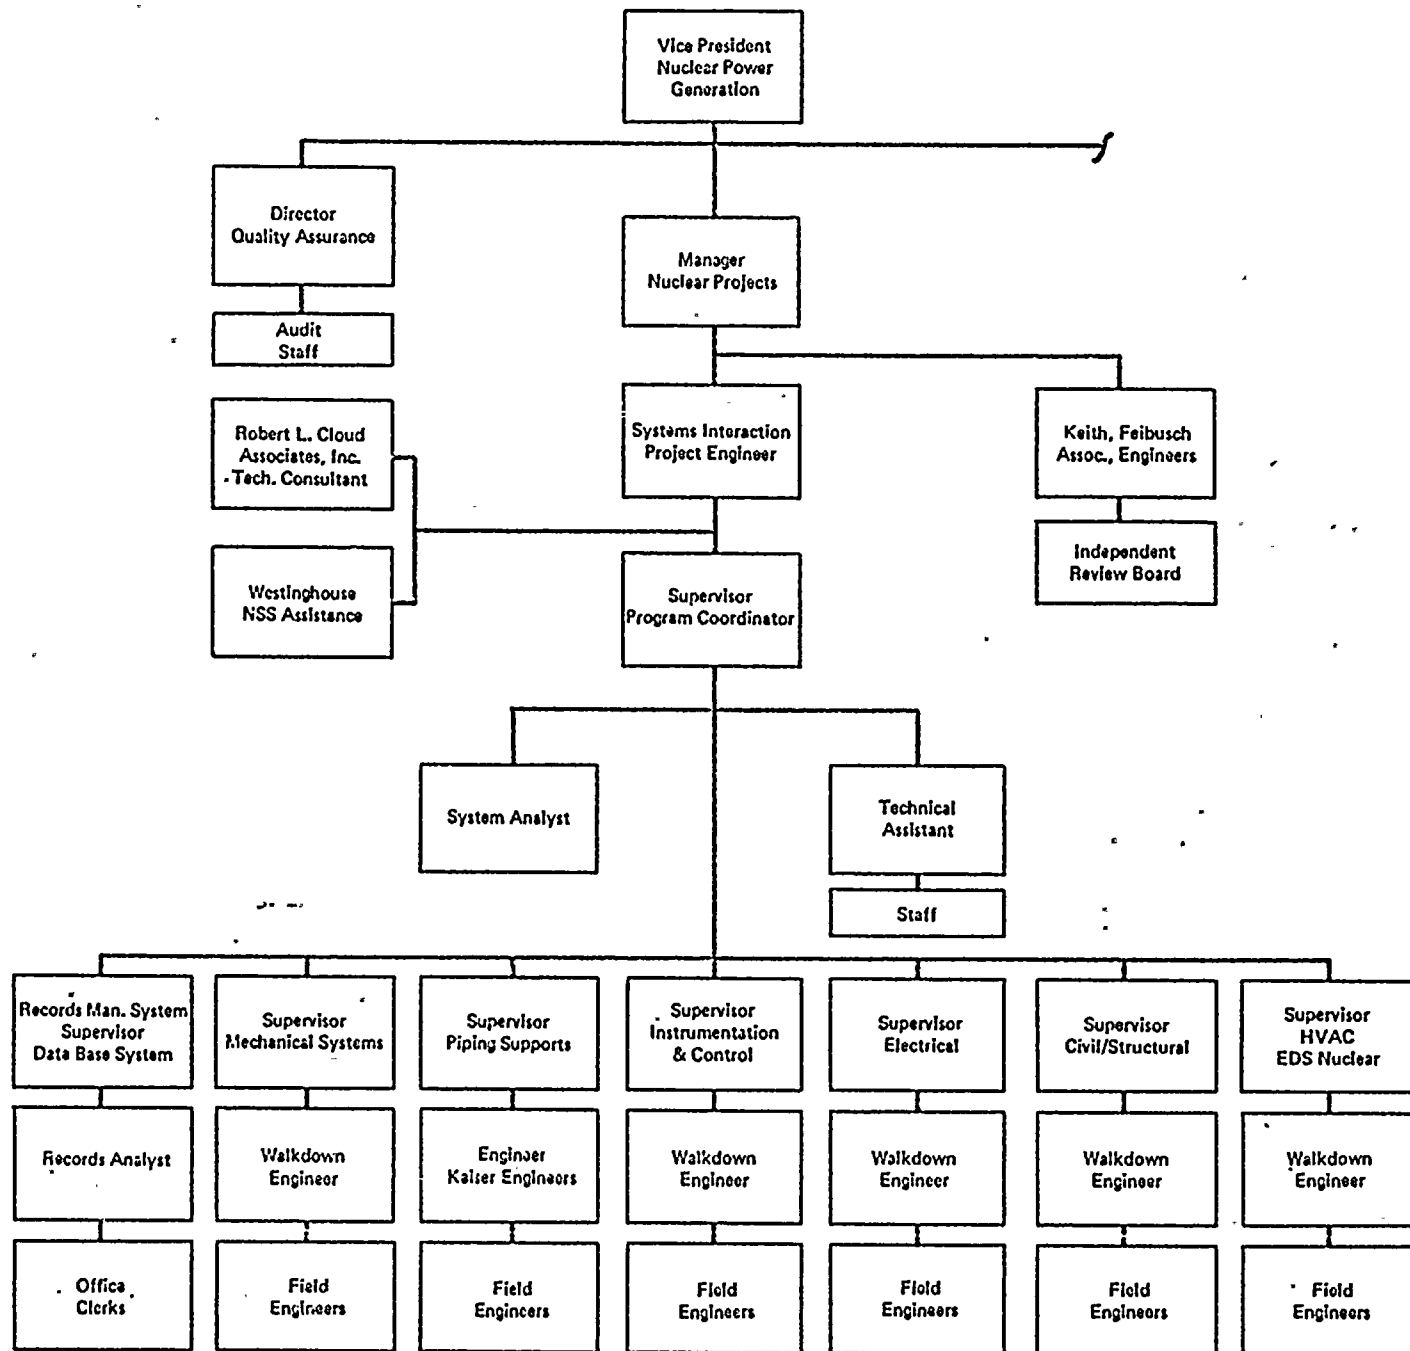 Vice President
Nuclear Power
Generation
Director
Quality Assurance
Manager
Nuclear Projects
Audit
Staff
Robert L. Cloud
Associates, Inc.
Tech. Consultant
Systems Interaction
Project Engineer
Keith, Feibusch
Assoc., Engineers
Independent
Review Board
Westinghouse
NSS Assistance
Supervisor
Program Coordinator
System Analyst
Technical
Assistant
Staff
Records Man. System
Supervisor
Data Base System
Supervisor
Mechanical Systems
Supervisor
Piping Supports
Supervisor
Instrumentation
& Control
Supervisor
Electrical
Supervisor
Civil/Structural
Supervisor
HVAC
EDS Nuclear
Records Analyst
Walkdown
Engineer
Engineer
Kaiser Engineers
Walkdown
Engineer
Walkdown
Engineer
Walkdown
Engineer
Walkdown
Engineer
Office
Clerks
Field
Engineers
Field
Engineers
Field
Engineers
Field
Engineers
Field
Engineers
Field
Engineers